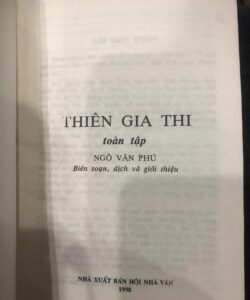 THIÊN GIA THI
toàn tập
NGÔ VĂN PHÚ
Biên soạn, dịch và giới thiệu
NHÀ XUẤT BẢN HỘI NHÀ VĂN
1998